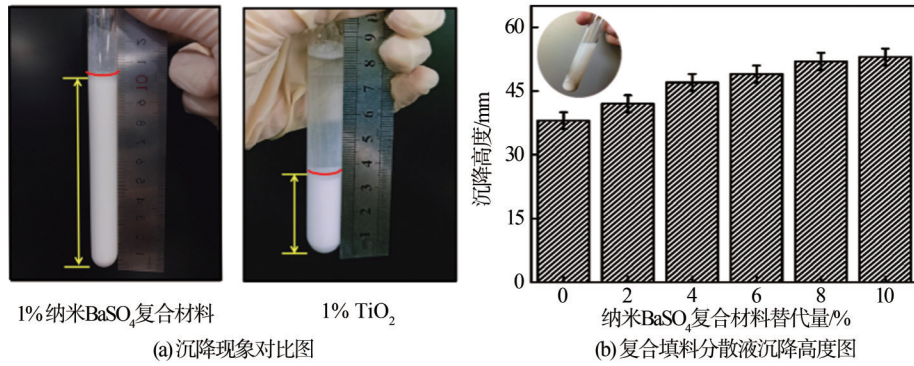 1%纳米BaSO₄复合材料
1% TiO₂
(a) 沉降现象对比图
沉降高度/mm
60
45
30
15
0
0 2 4 6 8 10
纳米BaSO₄复合材料替代量/%
(b) 复合填料分散液沉降高度图